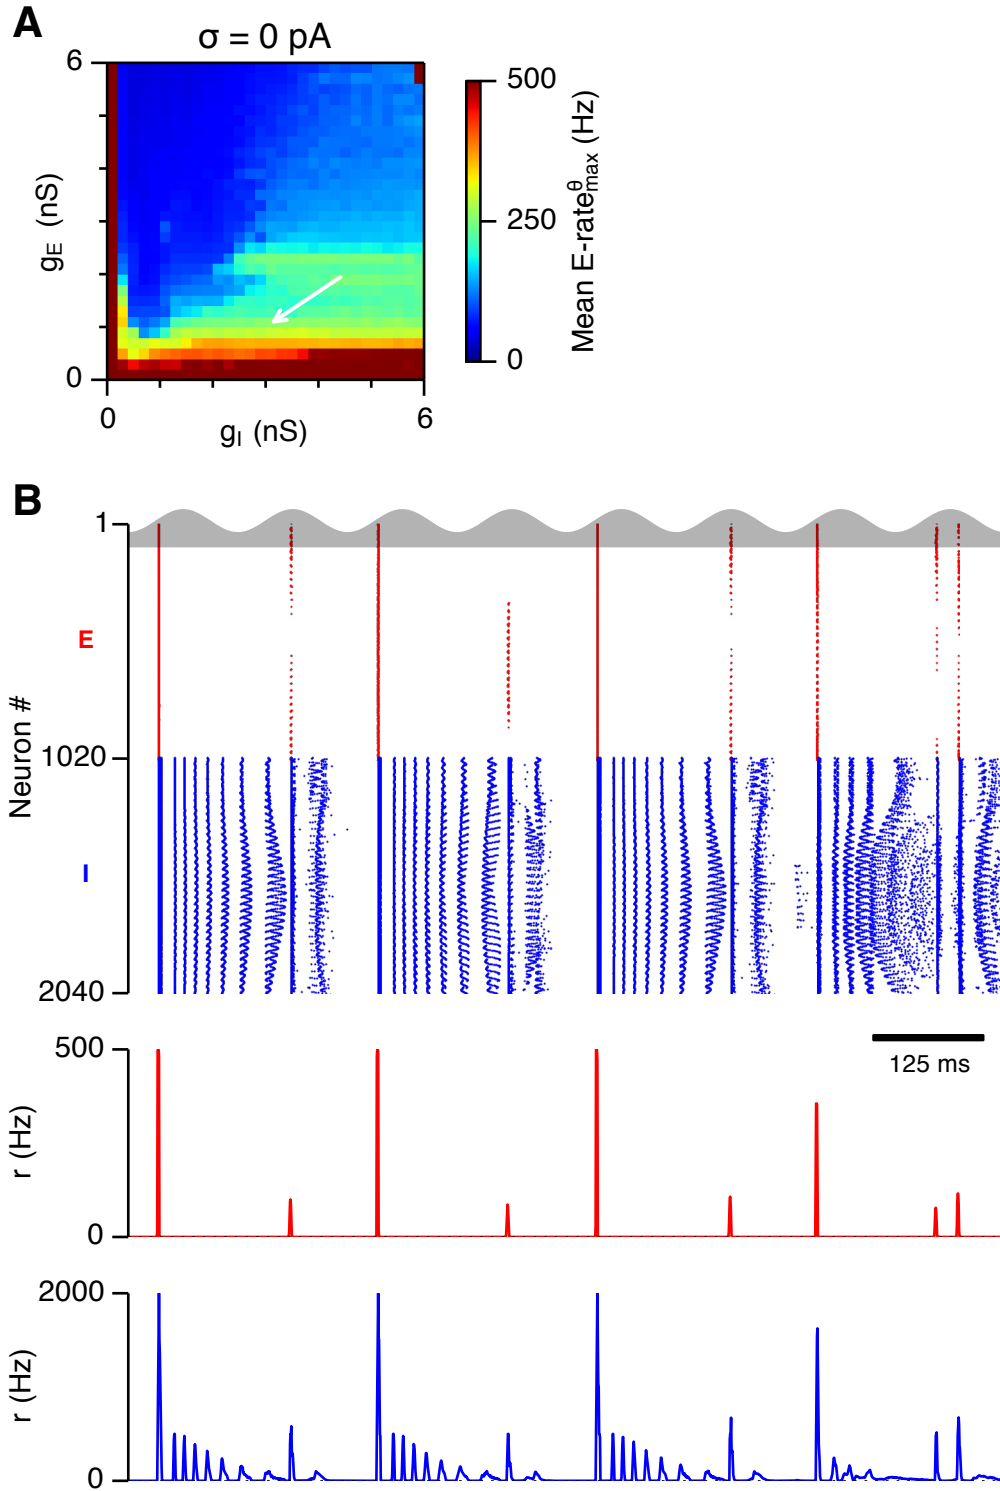 A
σ = 0 pA
6
0
g_E (nS)
0
6
g_I (nS)
500
250
0
Mean E-rate^θ_max (Hz)
B
1
E
1020
I
2040
Neuron #
500
0
r (Hz)
125 ms
2000
0
r (Hz)